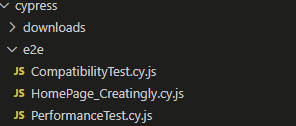 cypress
downloads
e2e
JS CompatibilityTest.cy.js
JS HomePage_Creatingly.cy.js
JS PerformanceTest.cy.js